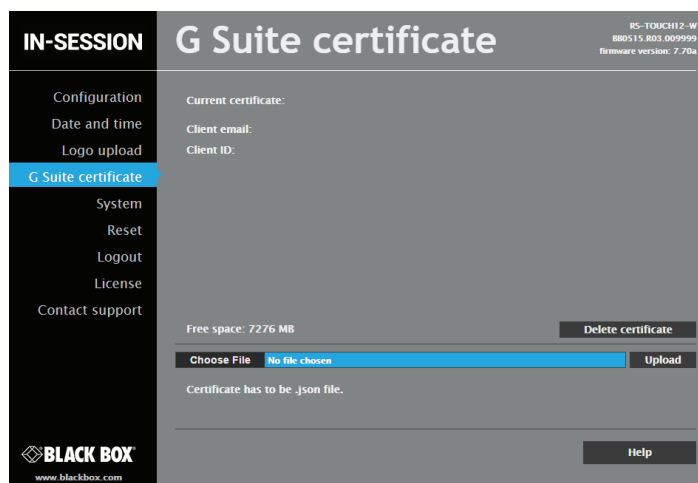 IN-SESSION
G Suite certificate
RS-TOUCH12-W
BB0515.R03.009999
firmware version: 7.70a
Configuration
Date and time
Logo upload
G Suite certificate
System
Reset
Logout
License
Contact support
Current certificate:
Client email:
Client ID:
Free space: 7276 MB
Delete certificate
Choose File No file chosen Upload
Certificate has to be .json file.
Help
BLACK BOX®
www.blackbox.com